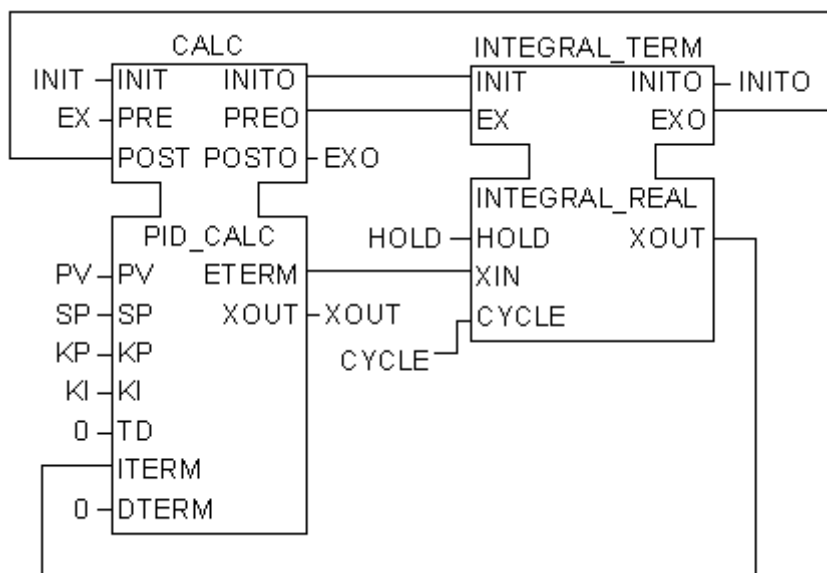 CALC
INTEGRAL_TERM
INIT INIT INITO INIT INITO INITO
EX PRE PREO EX EXO
POST POSTO EXO
INTEGRAL_REAL
PID_CALC HOLD HOLD XOUT
PV PV ETERM XIN
SP SP XOUT XOUT CYCLE
KP KP CYCLE
KI KI
0 TD
ITERM
0 DTERM